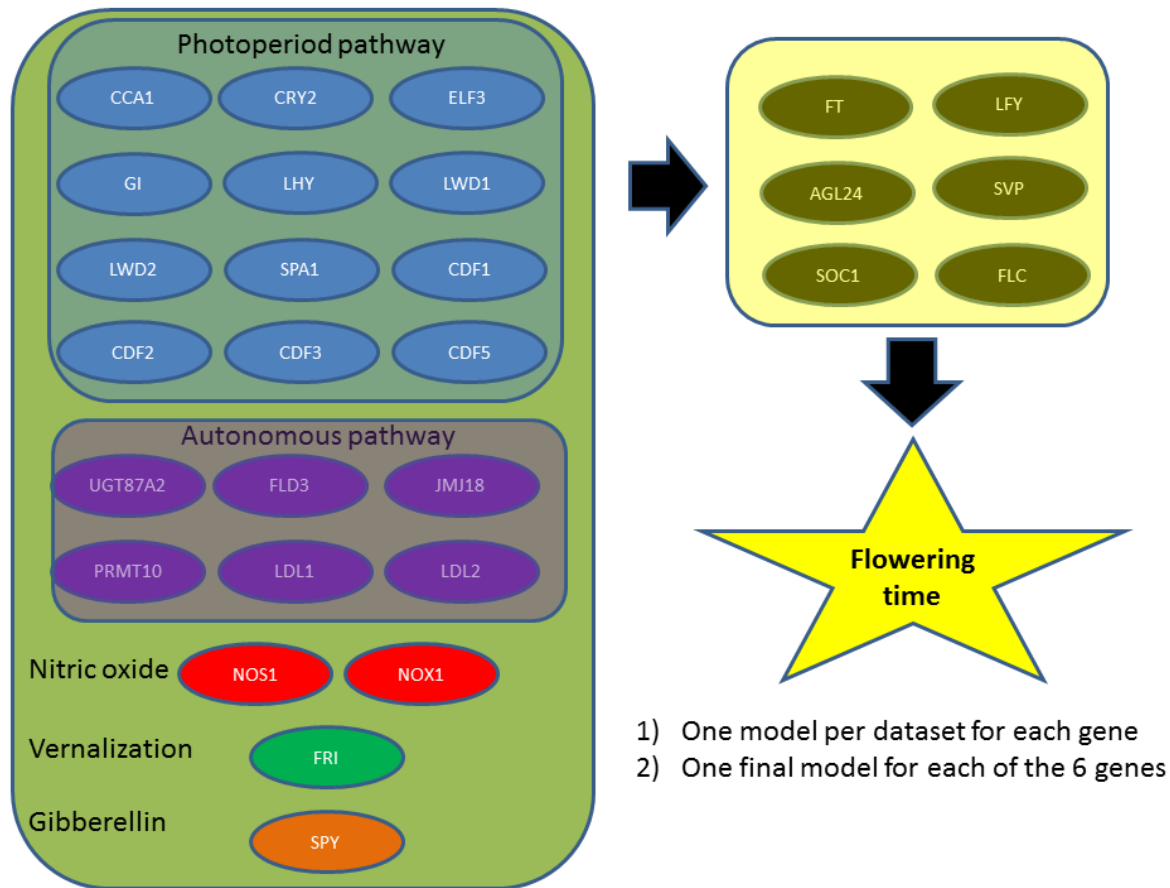 Photoperiod pathway
CCA1 CRY2 ELF3
GI LHY LWD1
LWD2 SPA1 CDF1
CDF2 CDF3 CDF5
Autonomous pathway
UGT87A2 FLD3 JMJ18
PRMT10 LDL1 LDL2
Nitric oxide NOS1 NOX1
Vernalization FRI
Gibberellin SPY
FT LFY
AGL24 SVP
SOC1 FLC
Flowering
time
1) One model per dataset for each gene
2) One final model for each of the 6 genes